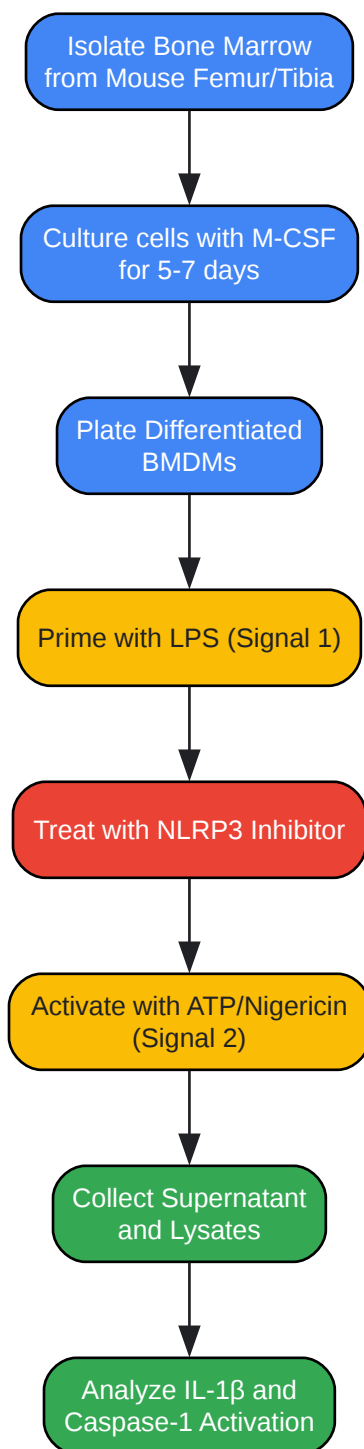 Isolate Bone Marrow
from Mouse Femur/Tibia
Culture cells with M-CSF
for 5-7 days
Plate Differentiated
BMDMs
Prime with LPS (Signal 1)
Treat with NLRP3 Inhibitor
Activate with ATP/Nigericin
(Signal 2)
Collect Supernatant
and Lysates
Analyze IL-1β and
Caspase-1 Activation